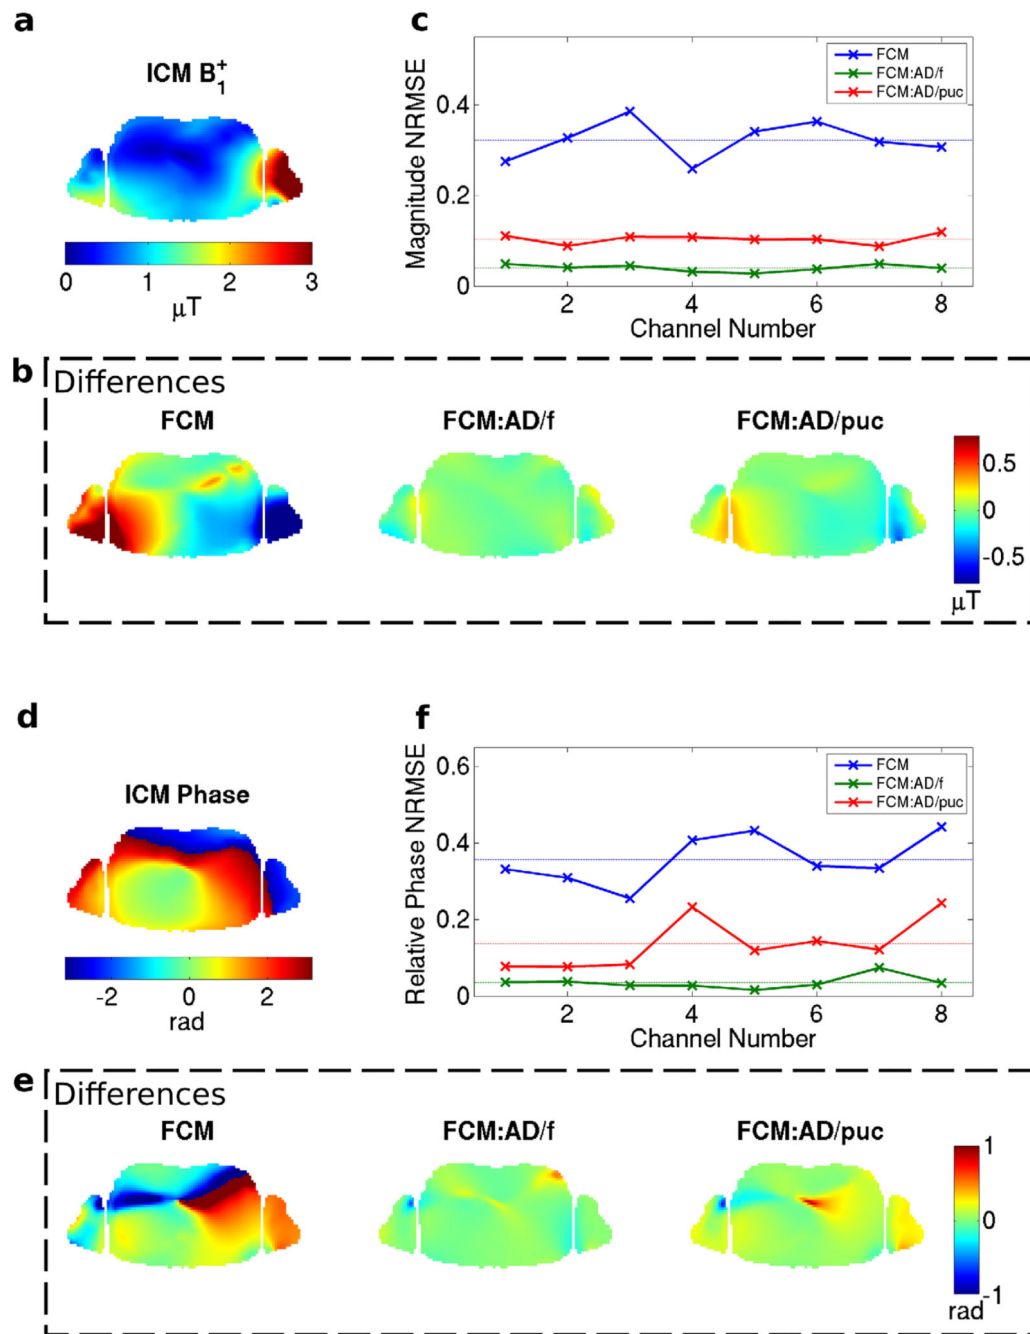 a
ICM B1+
0 1 2 3
μT
c
Magnitude NRMSE
0.4
0.2
0
2 4 6 8
Channel Number
FCM
FCM:AD/f
FCM:AD/puc
b
Differences
FCM FCM:AD/f FCM:AD/puc
0.5
0
-0.5
μT
d
ICM Phase
-2 0 2
rad
f
Relative Phase NRMSE
0.6
0.4
0.2
0
2 4 6 8
Channel Number
FCM
FCM:AD/f
FCM:AD/puc
e
Differences
FCM FCM:AD/f FCM:AD/puc
1
0
-1
rad